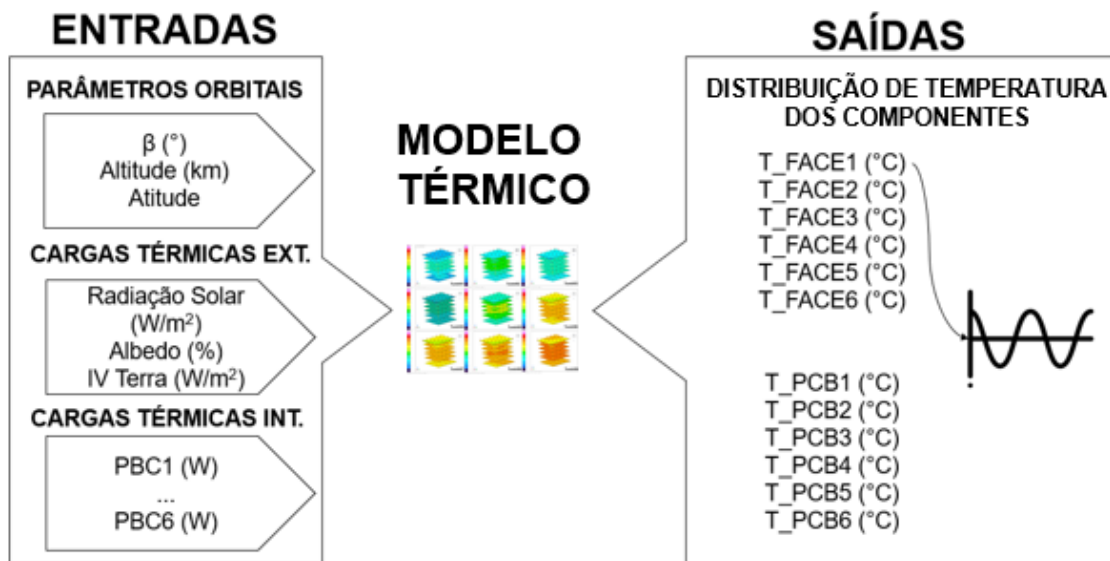 ENTRADAS
PARÂMETROS ORBITAIS
β (°)
Altitude (km)
Atitude
CARGAS TÉRMICAS EXT.
Radiação Solar
(W/m²)
Albedo (%)
IV Terra (W/m²)
CARGAS TÉRMICAS INT.
PBC1 (W)
...
PBC6 (W)
MODELO
TÉRMICO
SAÍDAS
DISTRIBUIÇÃO DE TEMPERATURA
DOS COMPONENTES
T_FACE1 (°C)
T_FACE2 (°C)
T_FACE3 (°C)
T_FACE4 (°C)
T_FACE5 (°C)
T_FACE6 (°C)
T_PCB1 (°C)
T_PCB2 (°C)
T_PCB3 (°C)
T_PCB4 (°C)
T_PCB5 (°C)
T_PCB6 (°C)